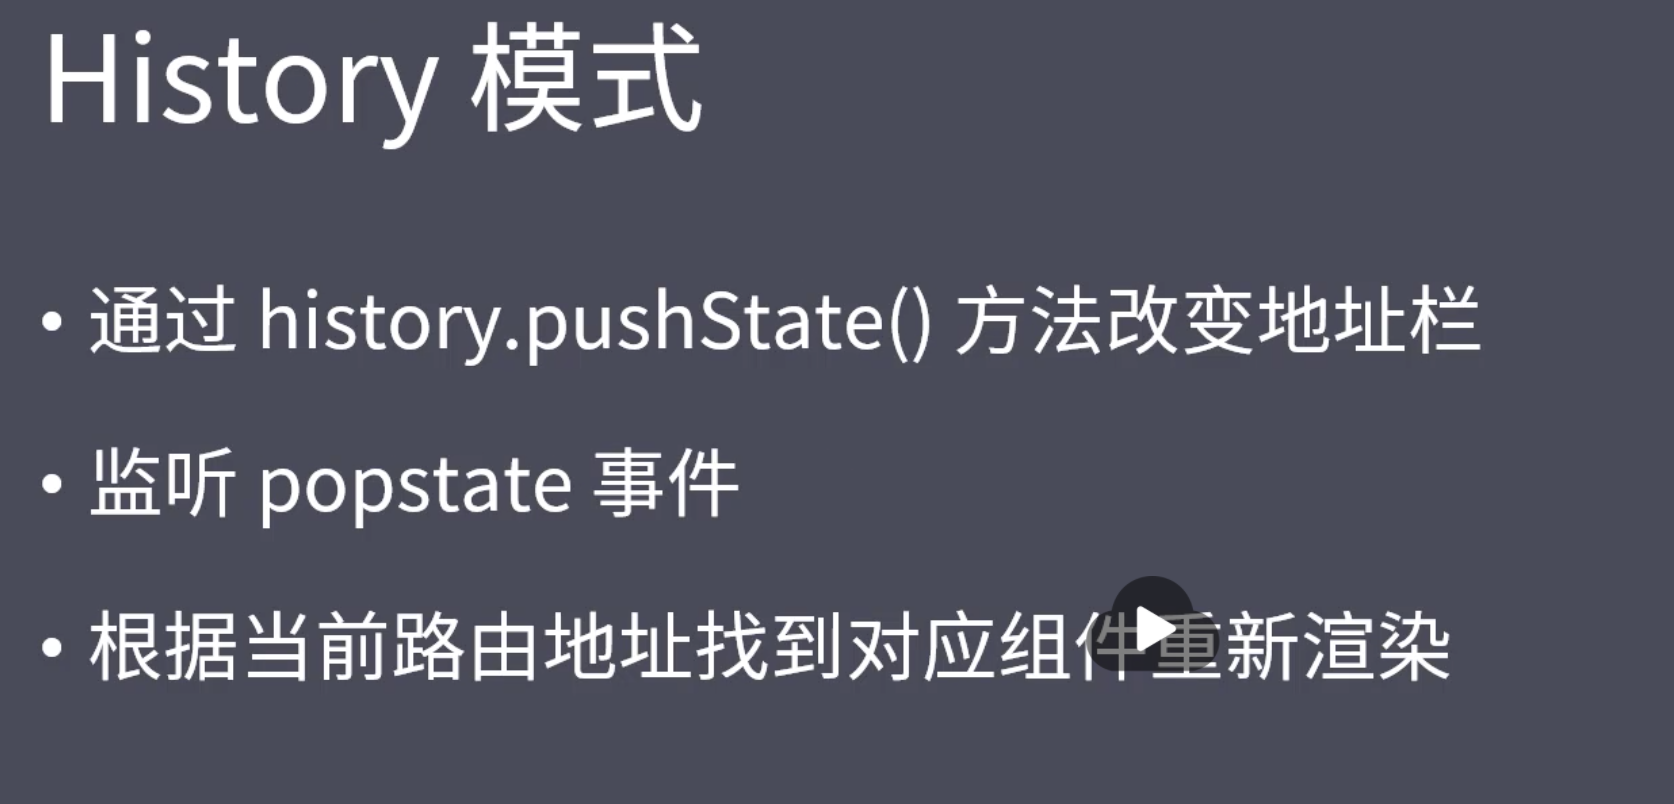 History 模式
• 通过 history.pushState() 方法改变地址栏
• 监听 popstate 事件
• 根据当前路由地址找到对应组件重新渲染